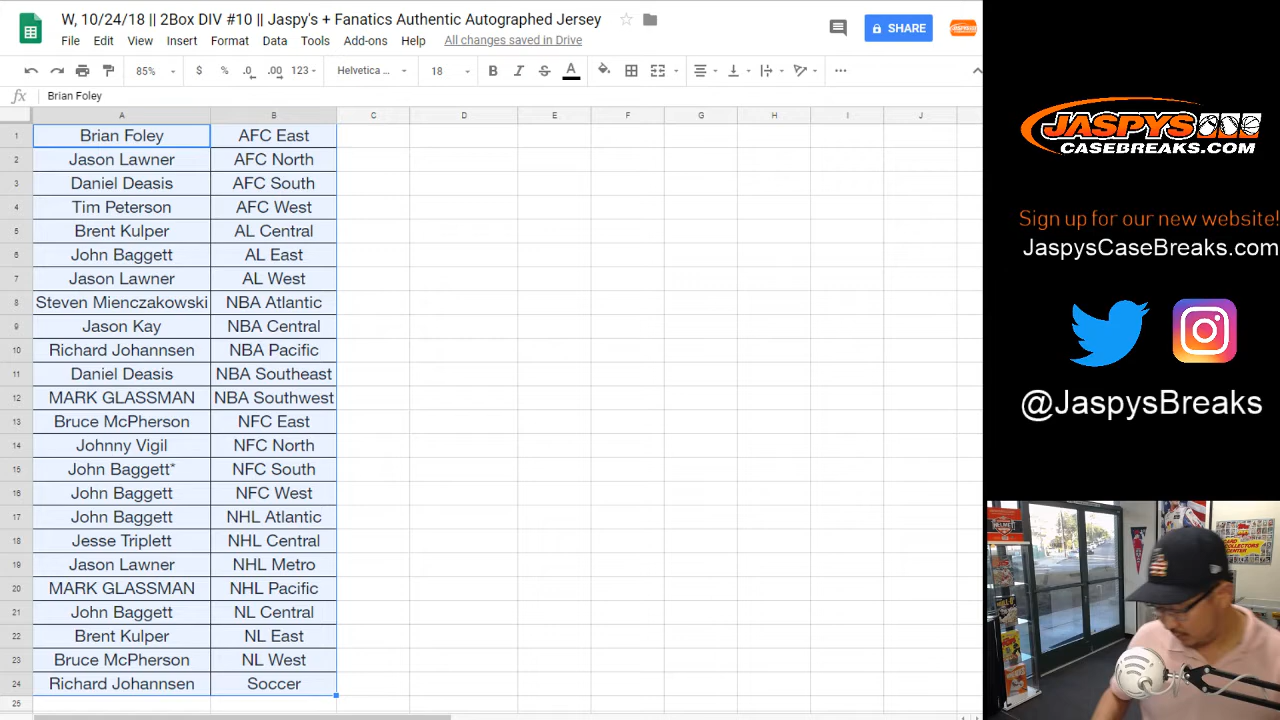 W, 10/24/18 || 2Box DIV #10 || Jaspy's + Fanatics Authentic Autographed Jersey
SHARE
File Edit View Insert Format Data Tools Add-ons Help All changes saved in Drive
85% $ % .0 .00 123 Helvetica ... 18 B I S A
fx Brian Foley
A B C D E F G H I J
1 Brian Foley AFC East
2 Jason Lawner AFC North
3 Daniel Deasis AFC South
4 Tim Peterson AFC West
5 Brent Kulper AL Central
6 John Baggett AL East
7 Jason Lawner AL West
8 Steven Mienczakowski NBA Atlantic
9 Jason Kay NBA Central
10 Richard Johannsen NBA Pacific
11 Daniel Deasis NBA Southeast
12 MARK GLASSMAN NBA Southwest
13 Bruce McPherson NFC East
14 Johnny Vigil NFC North
15 John Baggett* NFC South
16 John Baggett NFC West
17 John Baggett NHL Atlantic
18 Jesse Triplett NHL Central
19 Jason Lawner NHL Metro
20 MARK GLASSMAN NHL Pacific
21 John Baggett NL Central
22 Brent Kulper NL East
23 Bruce McPherson NL West
24 Richard Johannsen Soccer
25
JASPYS
CASEBREAKS.COM
Sign up for our new website!
JaspysCaseBreaks.com
@JaspysBreaks